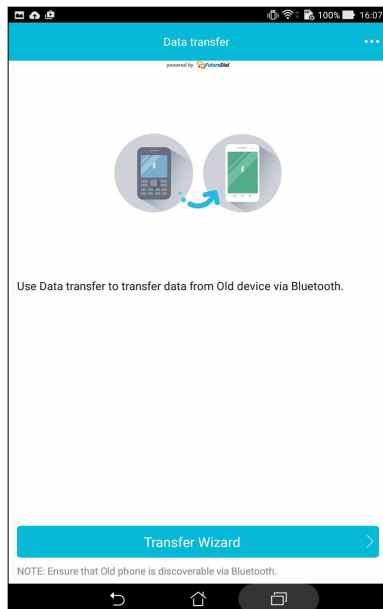 100% 16:07
Data transfer
powered by FutureDial
Use Data transfer to transfer data from Old device via Bluetooth.
Transfer Wizard
NOTE: Ensure that Old phone is discoverable via Bluetooth.